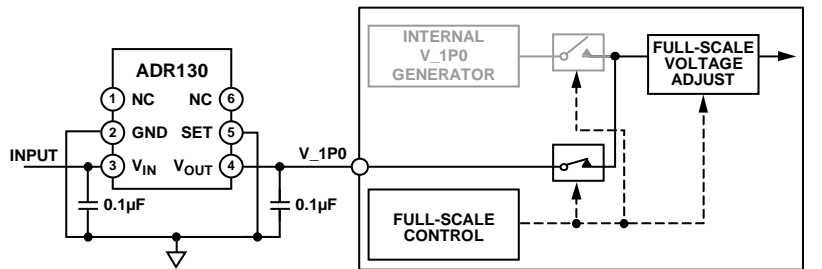 INTERNAL
V_1P0
GENERATOR
FULL-SCALE
VOLTAGE
ADJUST
ADR130
1 NC NC 6
2 GND SET 5
INPUT 3 VIN VOUT 4 V_1P0
0.1µF 0.1µF
FULL-SCALE
CONTROL